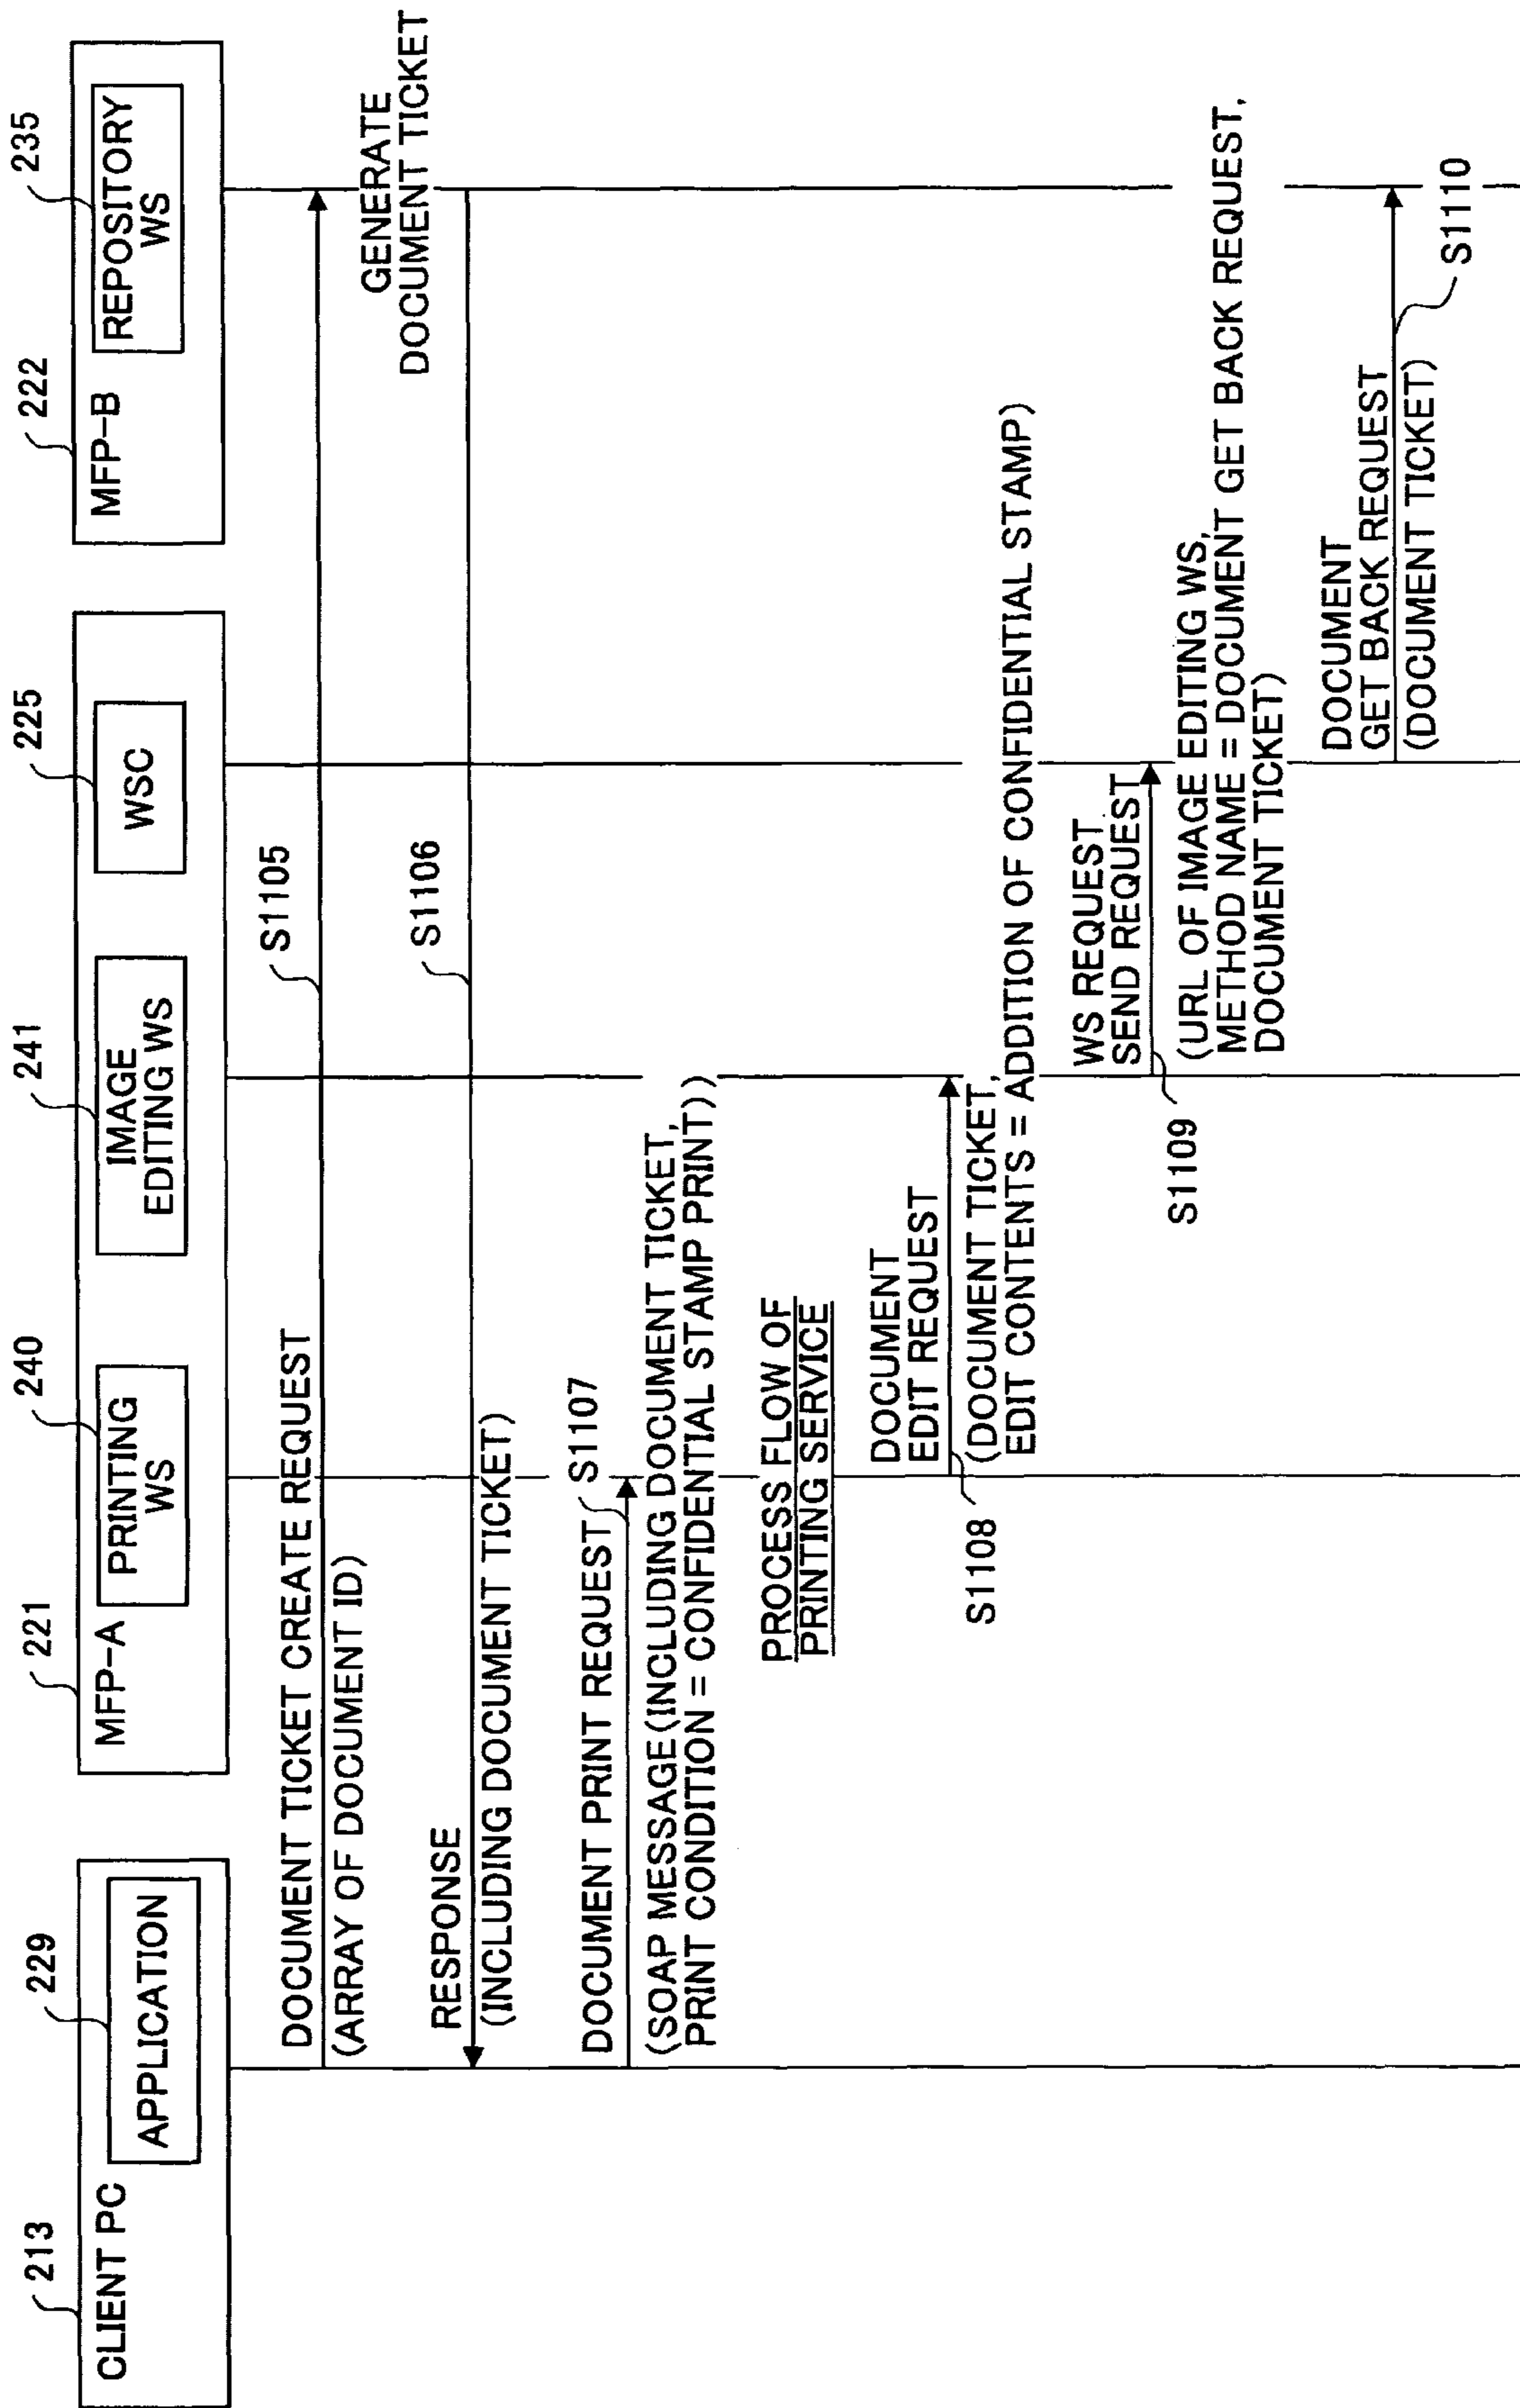 213
CLIENT PC
229
APPLICATION
221
MFP-A
240
PRINTING
WS
241
IMAGE
EDITING WS
225
WSC
222
MFP-B
235
REPOSITORY
WS
DOCUMENT TICKET CREATE REQUEST
(ARRAY OF DOCUMENT ID)
S1105
GENERATE
DOCUMENT TICKET
RESPONSE
(INCLUDING DOCUMENT TICKET)
S1106
DOCUMENT PRINT REQUEST
S1107
(SOAP MESSAGE(INCLUDING DOCUMENT TICKET,
PRINT CONDITION = CONFIDENTIAL STAMP PRINT))
PROCESS FLOW OF
PRINTING SERVICE
DOCUMENT
EDIT REQUEST
S1108
(DOCUMENT TICKET,
EDIT CONTENTS = ADDITION OF CONFIDENTIAL STAMP)
WS REQUEST
SEND REQUEST
S1109
(URL OF IMAGE EDITING WS,
METHOD NAME = DOCUMENT GET BACK REQUEST,
DOCUMENT TICKET)
DOCUMENT
GET BACK REQUEST
(DOCUMENT TICKET)
S1110